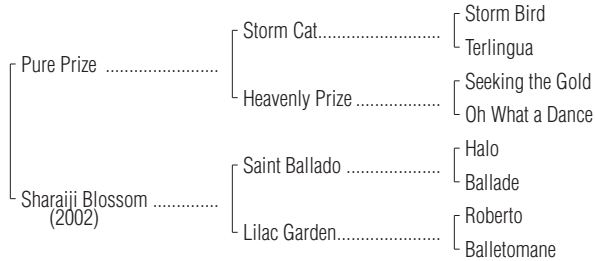 Storm Bird
Storm Cat........................
Terlingua
Pure Prize ......................
Seeking the Gold
Heavenly Prize ................
Oh What a Dance
Halo
Saint Ballado ..................
Ballade
Sharaiji Blossom .............
(2002)
Roberto
Lilac Garden....................
Balletomane